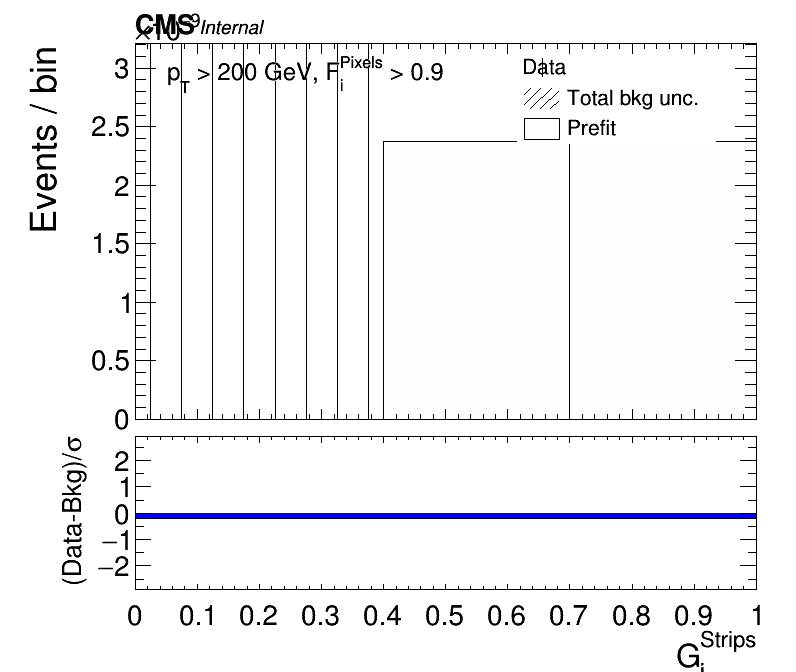 CMS Internal
×10⁻⁹
p_T > 200 GeV, F_i^Pixels > 0.9
Data
Total bkg unc.
Prefit
Events / bin
3
2.5
2
1.5
1
0.5
0
(Data-Bkg)/σ
2
1
0
−1
−2
0 0.1 0.2 0.3 0.4 0.5 0.6 0.7 0.8 0.9 1
G_i^Strips